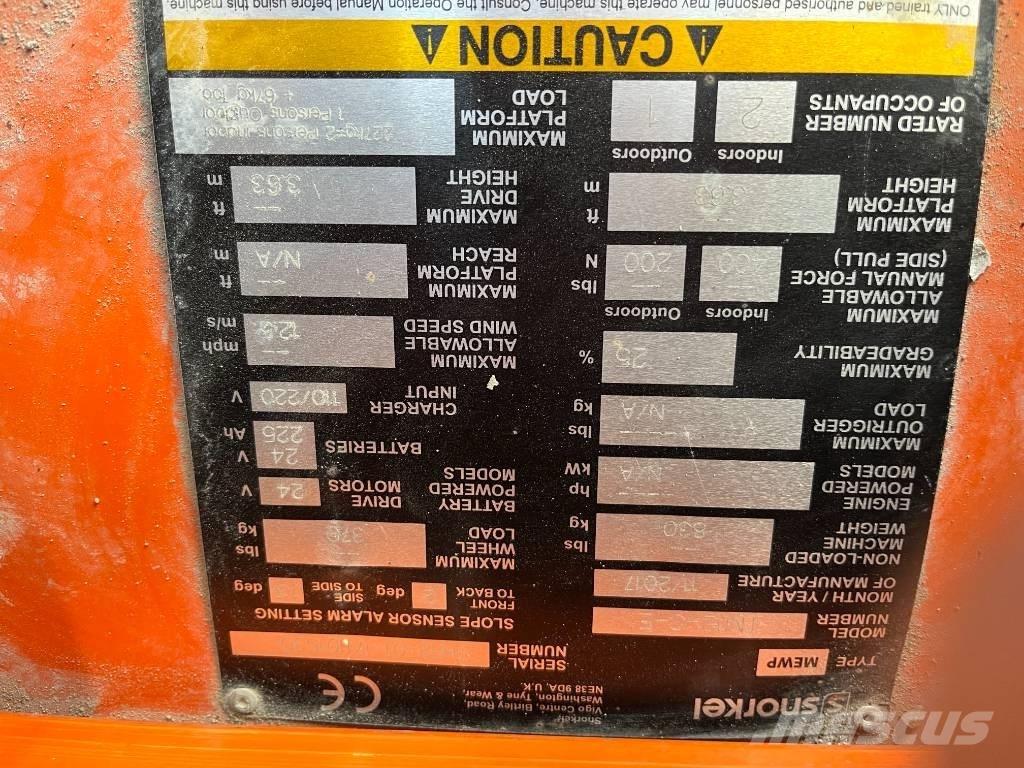 snorkel
Snorkel
Vigo Centre, Birtley Road,
Washington, Tyne & Wear,
NE38 9DA, U.K.
CE
TYPE MEWP
MODEL
NUMBER
MONTH / YEAR
OF MANUFACTURE 11/2017
NON-LOADED
MACHINE
WEIGHT 830 lbs
kg
ENGINE
POWERED
MODELS --
N/A hp
kW
MAXIMUM
OUTRIGGER
LOAD --
N/A lbs
kg
MAXIMUM
GRADEABILITY 25 %
ALLOWABLE
MANUAL FORCE
(SIDE PULL)
Indoors -- 400
Outdoors -- 200
lbs
N
MAXIMUM
PLATFORM
HEIGHT ft
m
RATED NUMBER
OF OCCUPANTS
Indoors 2
Outdoors 1
SERIAL
NUMBER
SLOPE SENSOR ALARM SETTING
FRONT
TO BACK deg
SIDE
TO SIDE deg
MAXIMUM
WHEEL
LOAD lbs
kg
BATTERY
POWERED
MODELS
DRIVE
MOTORS 24 V
BATTERIES 24 V
225 Ah
CHARGER
INPUT 110/220 V
MAXIMUM
ALLOWABLE
WIND SPEED --
12.5 mph
m/s
MAXIMUM
PLATFORM
REACH --
N/A ft
m
MAXIMUM
DRIVE
HEIGHT --
3.63 ft
m
MAXIMUM
PLATFORM
LOAD
227kg=2 Persons Indoor
1 Persons Outdoor
+ 67kg Too
CAUTION
ONLY trained and authorised personnel may operate this machine. Consult the Operation Manual before using this machine.
Mascus